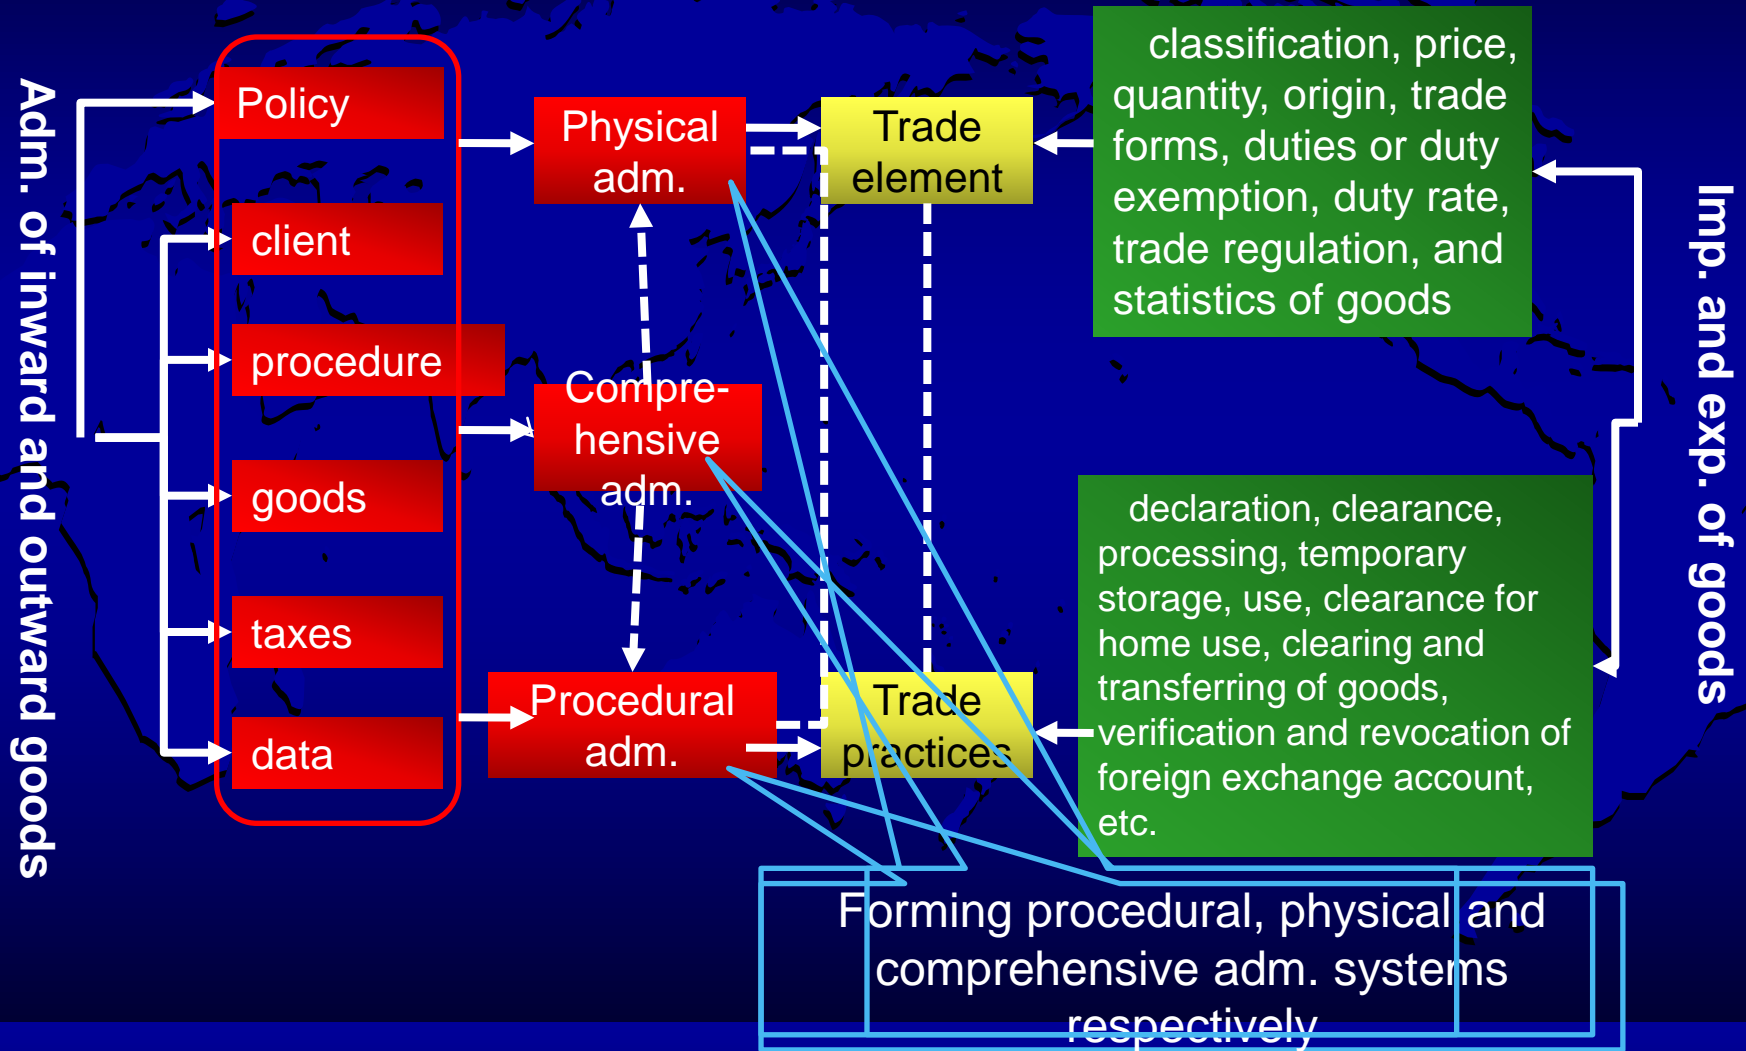 Adm. of inward and outward goods
Policy
client
procedure
goods
taxes
data
Physical
adm.
Compre-
hensive
adm.
Procedural
adm.
Trade
element
Trade
practices
classification, price,
quantity, origin, trade
forms, duties or duty
exemption, duty rate,
trade regulation, and
statistics of goods
declaration, clearance,
processing, temporary
storage, use, clearance for
home use, clearing and
transferring of goods,
verification and revocation of
foreign exchange account,
etc.
Imp. and exp. of goods
Forming procedural, physical and
comprehensive adm. systems
respectively